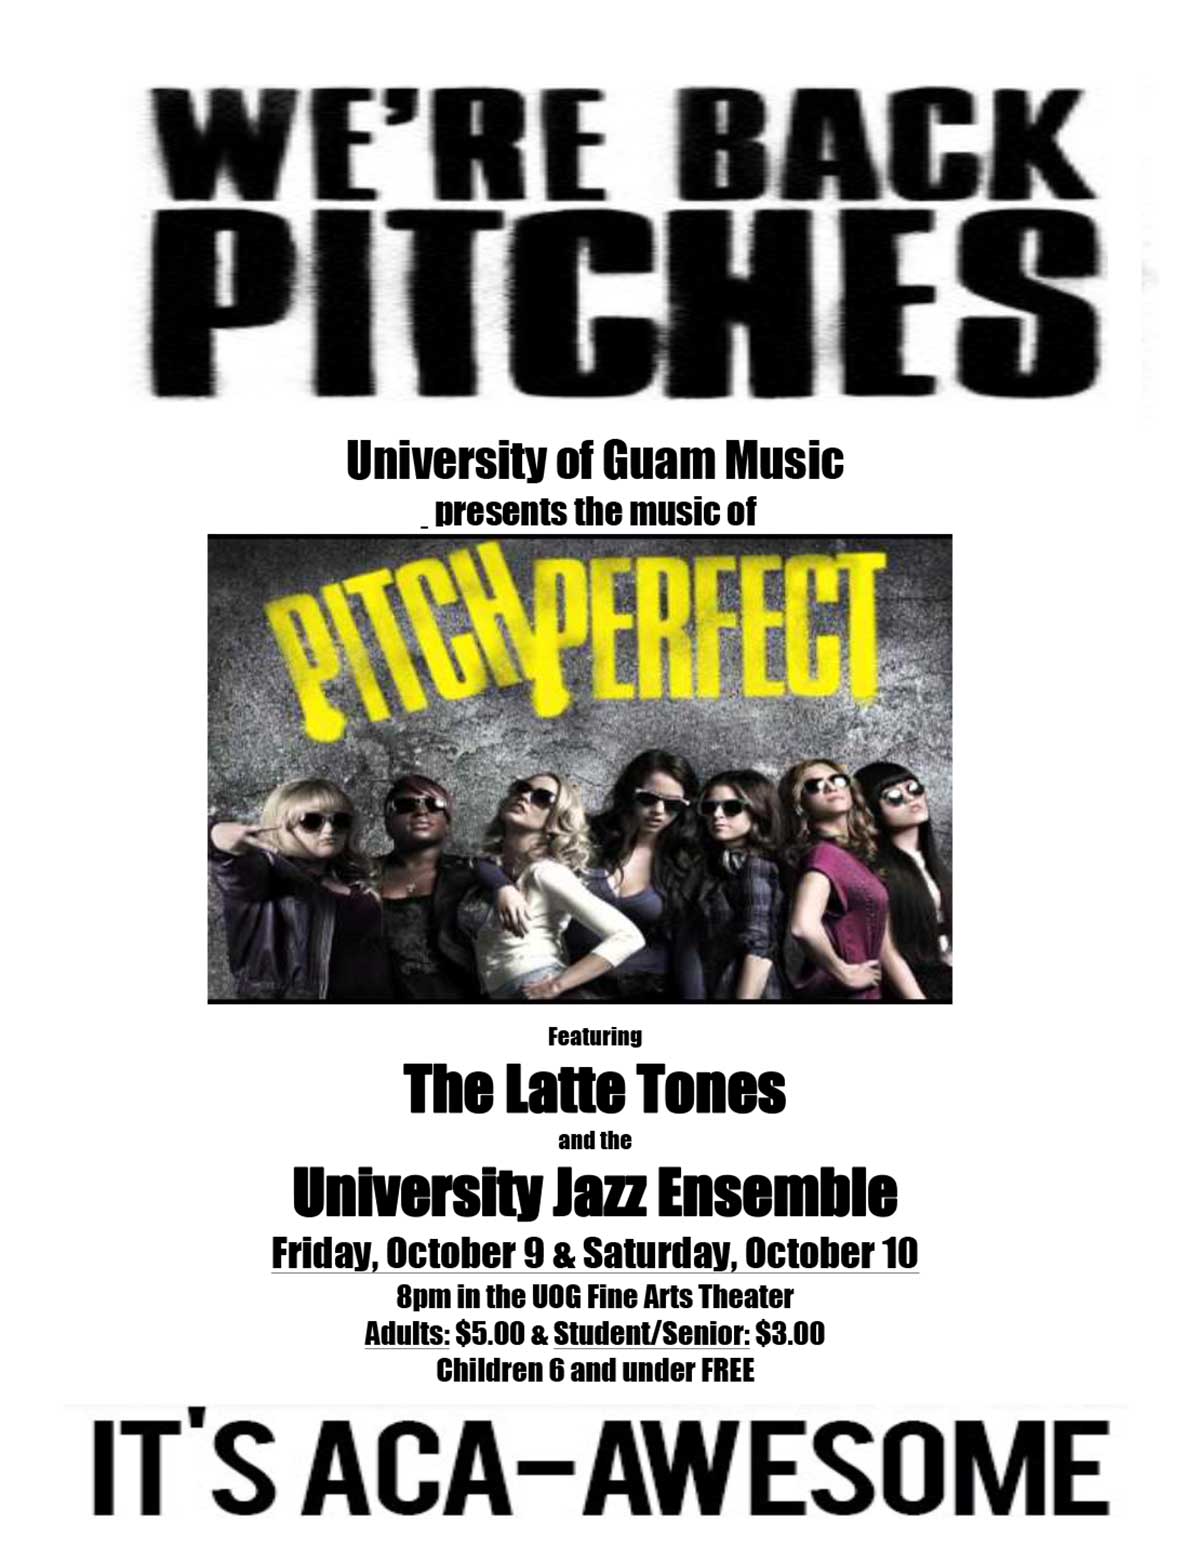 WE'RE BACK
PITCHES
University of Guam Music
- presents the music of
PITCH PERFECT
Featuring
The Latte Tones
and the
University Jazz Ensemble
Friday, October 9 & Saturday, October 10
8pm in the UOG Fine Arts Theater
Adults: $5.00 & Student/Senior: $3.00
Children 6 and under FREE
IT'S ACA-AWESOME